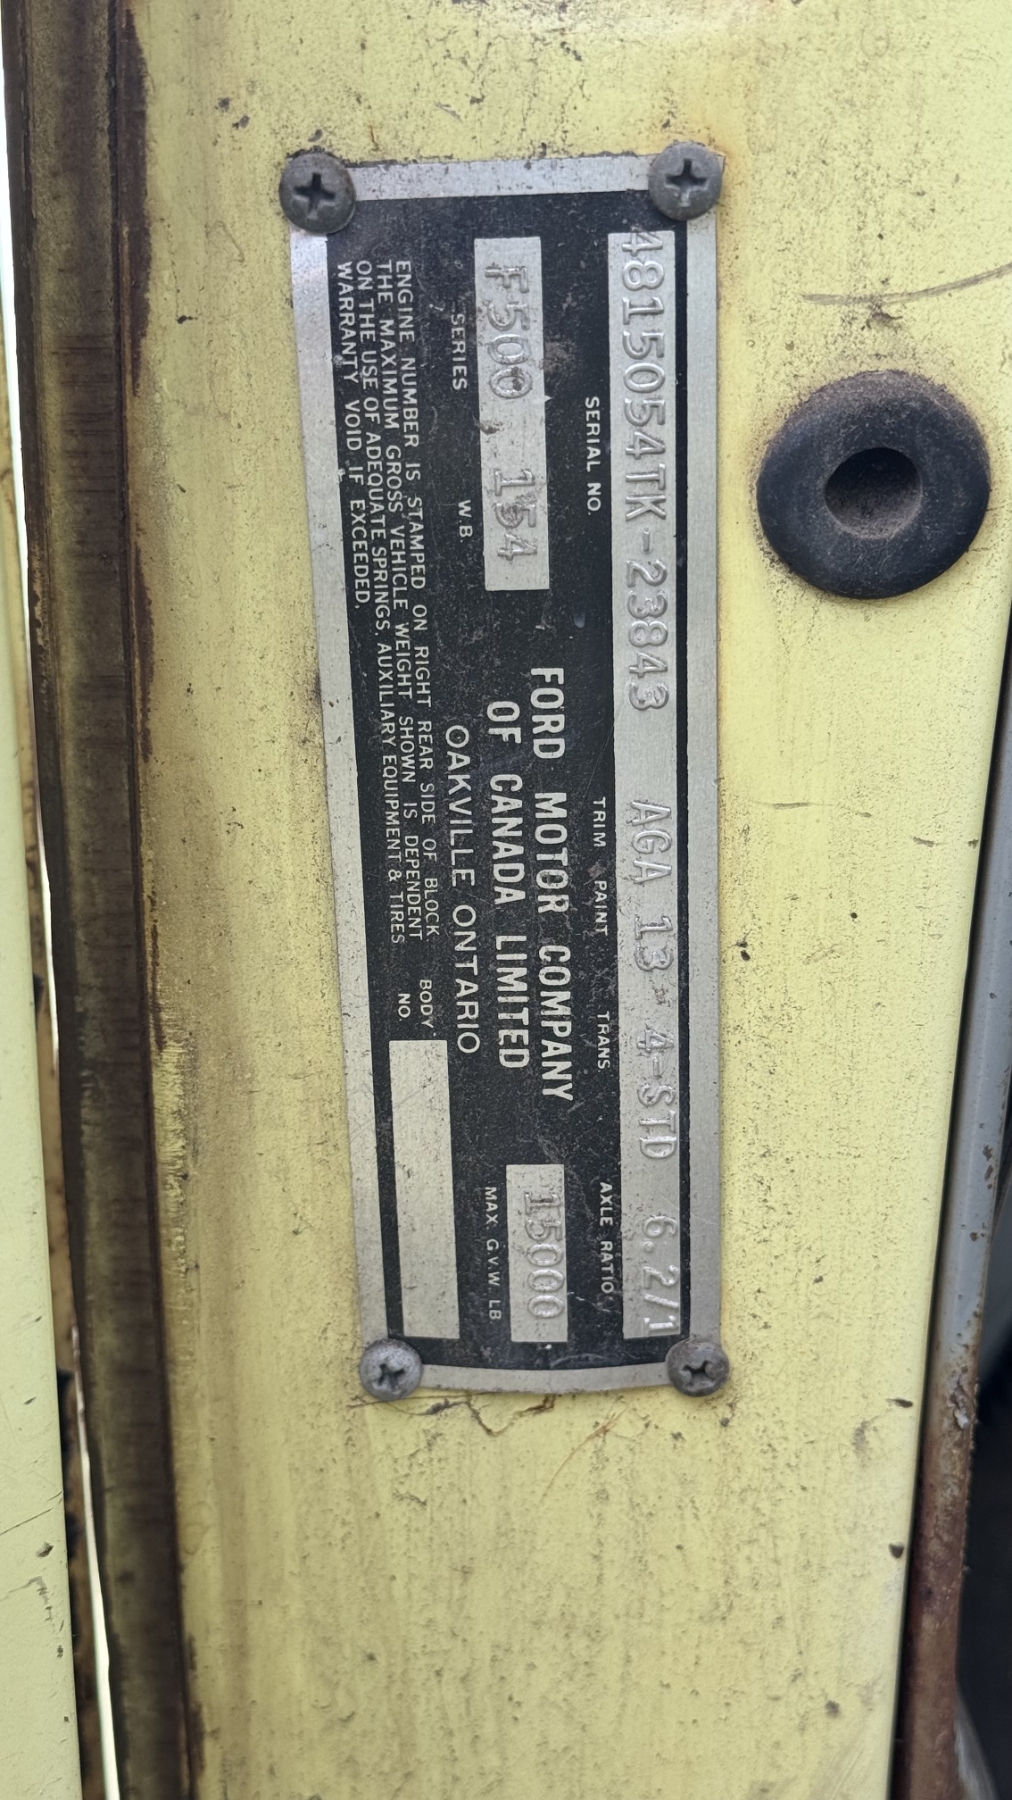 4815054TK-23843 AGA 13 4-STD 6.2/1
SERIAL NO. TRIM PAINT TRANS AXLE RATIO
F500 154
SERIES W.B
FORD MOTOR COMPANY
OF CANADA LIMITED
OAKVILLE ONTARIO
15000
MAX. G.V.W. LB
ENGINE NUMBER IS STAMPED ON RIGHT REAR SIDE OF BLOCK.
THE MAXIMUM GROSS VEHICLE WEIGHT SHOWN IS DEPENDENT
ON THE USE OF ADEQUATE SPRINGS, AUXILIARY EQUIPMENT & TIRES
WARRANTY VOID IF EXCEEDED.
BODY
NO.